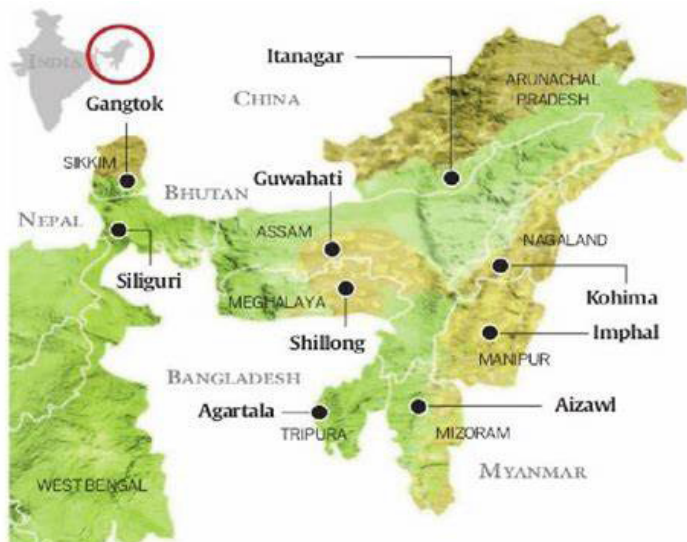 INDIA
Itanagar
ARUNACHAL
PRADESH
Gangtok
CHINA
SIKKIM
BHUTAN
Guwahati
NEPAL
ASSAM
NAGALAND
Siliguri
MEGHALAYA
Kohima
Shillong
Imphal
MANIPUR
BANGLADESH
Agartala
Aizawl
TRIPURA
MIZORAM
MYANMAR
WEST BENGAL